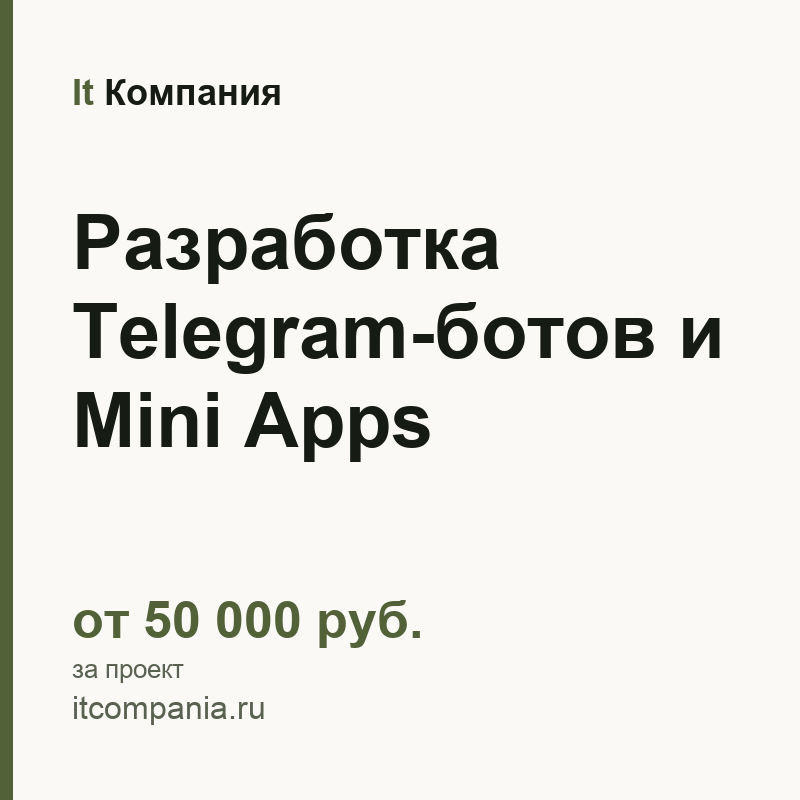 It Компания
Разработка
Telegram-ботов и
Mini Apps
от 50 000 руб.
за проект
itcompania.ru